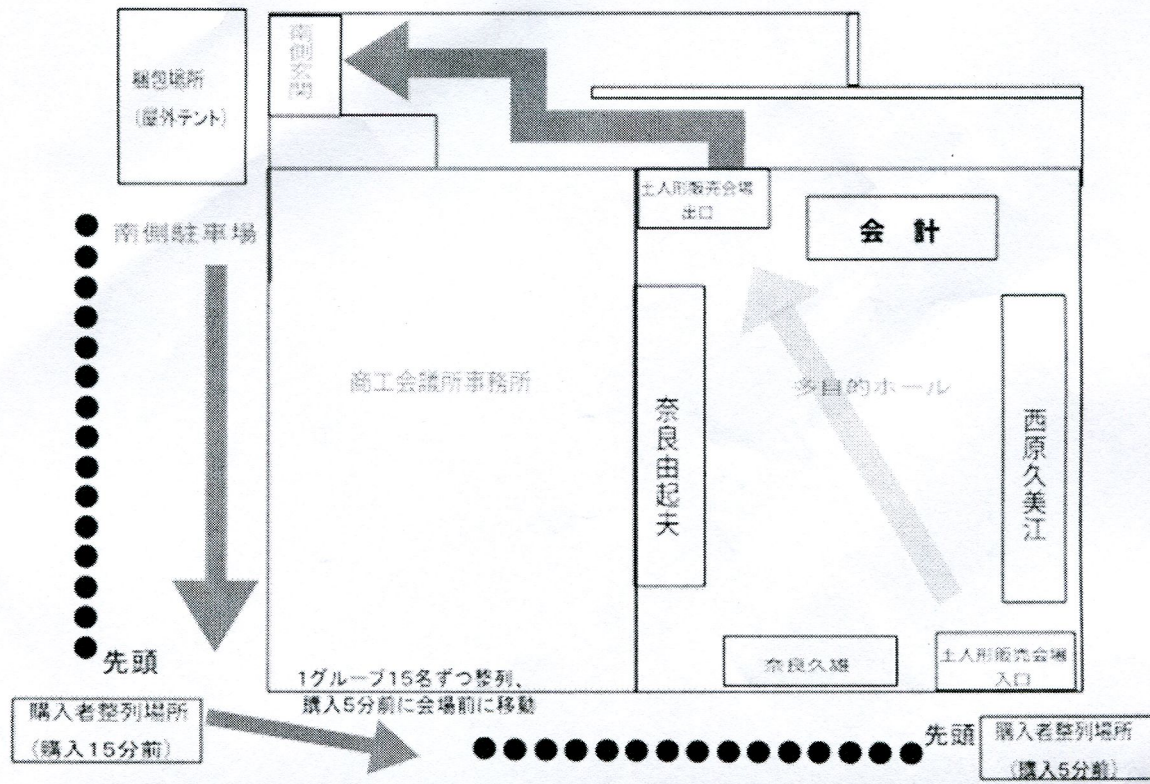 梱包場所
(屋外テント)
南側玄関
土人形販売会場
出口
会 計
南側駐車場
商工会議所事務所
多目的ホール
奈良由起夫
西原久美江
先頭
1グループ15名ずつ整列、
購入5分前に会場前に移動
奈良久雄
土人形販売会場
入口
購入者整列場所
(購入15分前)
先頭
購入者整列場所
(購入5分前)